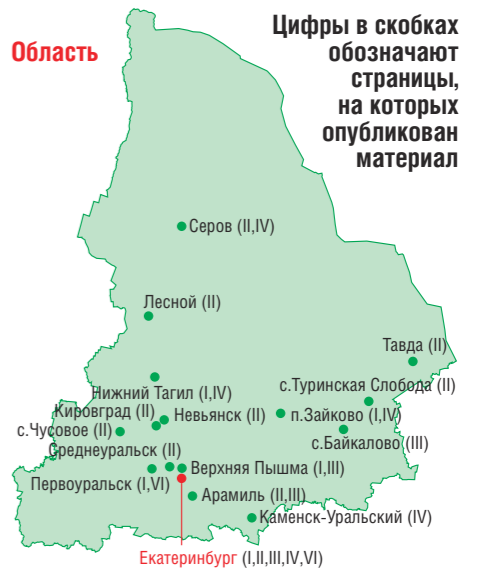 Область
Цифры в скобках
обозначают
страницы,
на которых
опубликован
материал
Серов (II,IV)
Лесной (II)
Тавда (II)
с.Туринская Слобода (II)
Нижний Тагил (I,IV)
Кировград (II)
Невьянск (II)
п.Зайково (I,IV)
с.Чусовое (II)
с.Байкалово (III)
Среднеуральск (II)
Верхняя Пышма (I,III)
Первоуральск (I,VI)
Арамиль (II,III)
Каменск-Уральский (IV)
Екатеринбург (I,II,III,IV,VI)